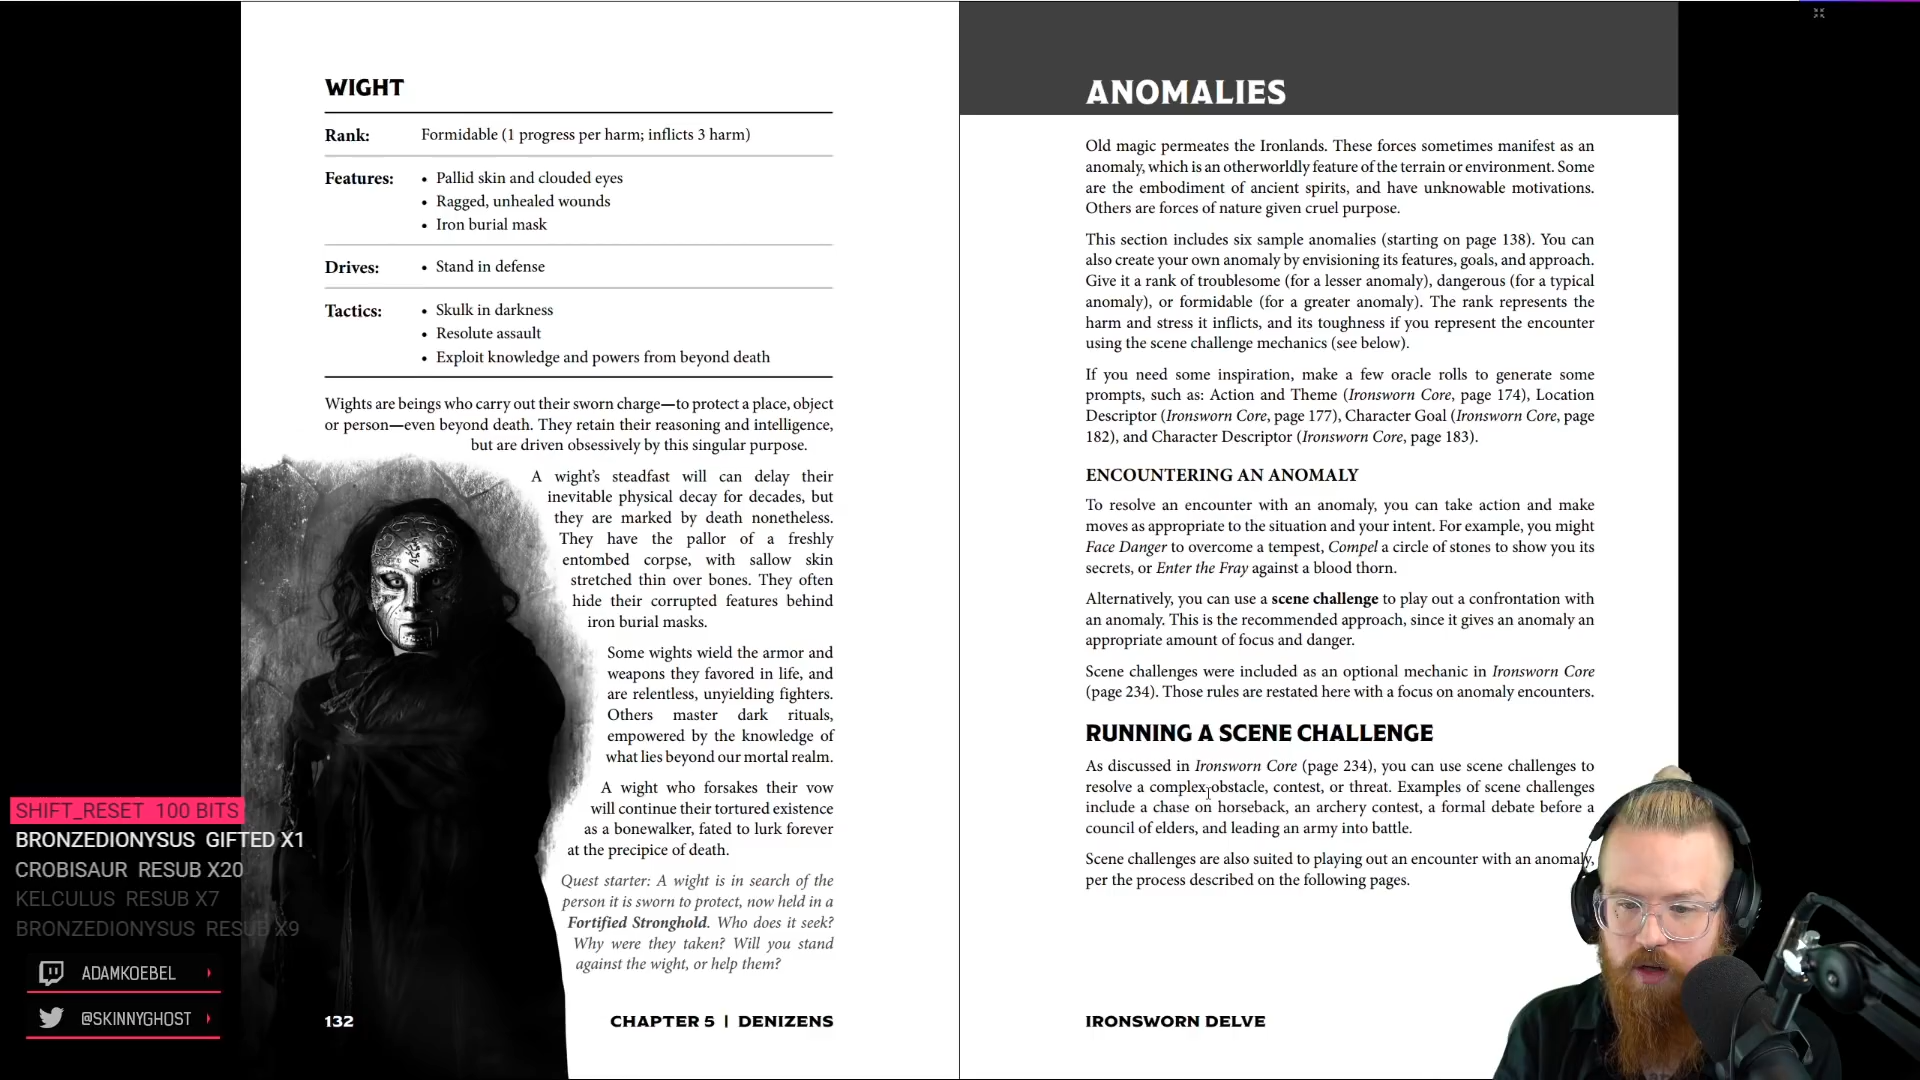 WIGHT
Rank: Formidable (1 progress per harm; inflicts 3 harm)
Features: • Pallid skin and clouded eyes
• Ragged, unhealed wounds
• Iron burial mask
Drives: • Stand in defense
Tactics: • Skulk in darkness
• Resolute assault
• Exploit knowledge and powers from beyond death
Wights are beings who carry out their sworn charge—to protect a place, object
or person—even beyond death. They retain their reasoning and intelligence,
but are driven obsessively by this singular purpose.
A wight's steadfast will can delay their
inevitable physical decay for decades, but
they are marked by death nonetheless.
They have the pallor of a freshly
entombed corpse, with sallow skin
stretched thin over bones. They often
hide their corrupted features behind
iron burial masks.
Some wights wield the armor and
weapons they favored in life, and
are relentless, unyielding fighters.
Others master dark rituals,
empowered by the knowledge of
what lies beyond our mortal realm.
A wight who forsakes their vow
will continue their tortured existence
as a bonewalker, fated to lurk forever
at the precipice of death.
Quest starter: A wight is in search of the
person it is sworn to protect, now held in a
Fortified Stronghold. Who does it seek?
Why were they taken? Will you stand
against the wight, or help them?
132
CHAPTER 5 | DENIZENS
ANOMALIES
Old magic permeates the Ironlands. These forces sometimes manifest as an
anomaly, which is an otherworldly feature of the terrain or environment. Some
are the embodiment of ancient spirits, and have unknowable motivations.
Others are forces of nature given cruel purpose.
This section includes six sample anomalies (starting on page 138). You can
also create your own anomaly by envisioning its features, goals, and approach.
Give it a rank of troublesome (for a lesser anomaly), dangerous (for a typical
anomaly), or formidable (for a greater anomaly). The rank represents the
harm and stress it inflicts, and its toughness if you represent the encounter
using the scene challenge mechanics (see below).
If you need some inspiration, make a few oracle rolls to generate some
prompts, such as: Action and Theme (Ironsworn Core, page 174), Location
Descriptor (Ironsworn Core, page 177), Character Goal (Ironsworn Core, page
182), and Character Descriptor (Ironsworn Core, page 183).
ENCOUNTERING AN ANOMALY
To resolve an encounter with an anomaly, you can take action and make
moves as appropriate to the situation and your intent. For example, you might
Face Danger to overcome a tempest, Compel a circle of stones to show you its
secrets, or Enter the Fray against a blood thorn.
Alternatively, you can use a scene challenge to play out a confrontation with
an anomaly. This is the recommended approach, since it gives an anomaly an
appropriate amount of focus and danger.
Scene challenges were included as an optional mechanic in Ironsworn Core
(page 234). Those rules are restated here with a focus on anomaly encounters.
RUNNING A SCENE CHALLENGE
As discussed in Ironsworn Core (page 234), you can use scene challenges to
resolve a complex obstacle, contest, or threat. Examples of scene challenges
include a chase on horseback, an archery contest, a formal debate before a
council of elders, and leading an army into battle.
Scene challenges are also suited to playing out an encounter with an anomaly,
per the process described on the following pages.
IRONSWORN DELVE
SHIFT_RESET 100 BITS
BRONZEDIONYSUS GIFTED X1
CROBISAUR RESUB X20
KELCULUS RESUB X7
BRONZEDIONYSUS RESUB X9
ADAMKOEBEL
@SKINNYGHOST